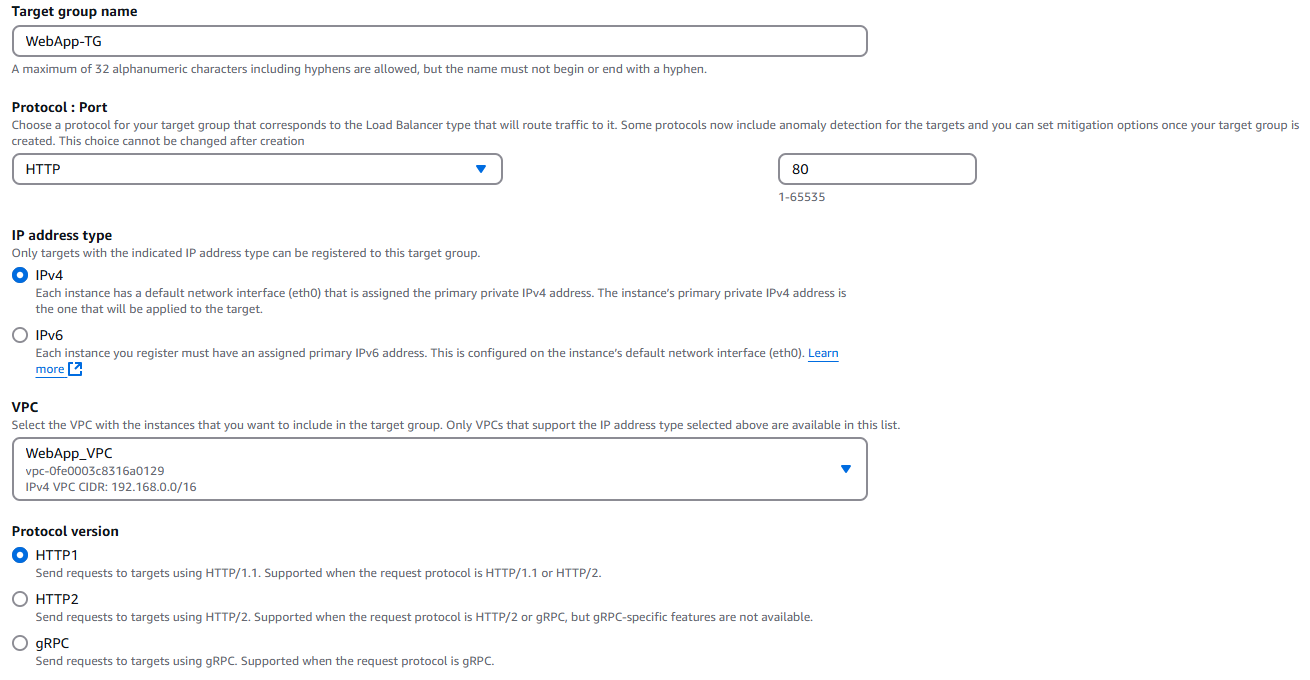 Target group name
WebApp-TG
A maximum of 32 alphanumeric characters including hyphens are allowed, but the name must not begin or end with a hyphen.
Protocol : Port
Choose a protocol for your target group that corresponds to the Load Balancer type that will route traffic to it. Some protocols now include anomaly detection for the targets and you can set mitigation options once your target group is
created. This choice cannot be changed after creation
HTTP
80
1-65535
IP address type
Only targets with the indicated IP address type can be registered to this target group.
IPv4
Each instance has a default network interface (eth0) that is assigned the primary private IPv4 address. The instance's primary private IPv4 address is
the one that will be applied to the target.
IPv6
Each instance you register must have an assigned primary IPv6 address. This is configured on the instance's default network interface (eth0). Learn
more
VPC
Select the VPC with the instances that you want to include in the target group. Only VPCs that support the IP address type selected above are available in this list.
WebApp_VPC
vpc-0fe0003c8316a0129
IPv4 VPC CIDR: 192.168.0.0/16
Protocol version
HTTP1
Send requests to targets using HTTP/1.1. Supported when the request protocol is HTTP/1.1 or HTTP/2.
HTTP2
Send requests to targets using HTTP/2. Supported when the request protocol is HTTP/2 or gRPC, but gRPC-specific features are not available.
gRPC
Send requests to targets using gRPC. Supported when the request protocol is gRPC.